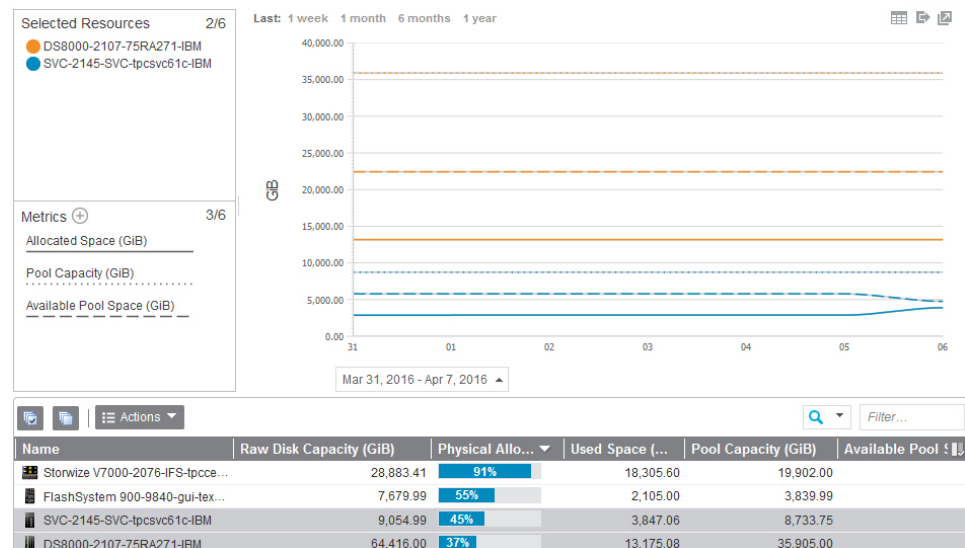 Selected Resources 2/6
DS8000-2107-75RA271-IBM
SVC-2145-SVC-tpcsvc61c-IBM
Metrics 3/6
Allocated Space (GiB)
Pool Capacity (GiB)
Available Pool Space (GiB)
Last: 1 week 1 month 6 months 1 year
40,000.00
35,000.00
30,000.00
25,000.00
20,000.00
15,000.00
10,000.00
5,000.00
0.00
GiB
31 01 02 03 04 05 06
Mar 31, 2016 - Apr 7, 2016
Actions
Filter...
Name Raw Disk Capacity (GiB) Physical Allo... Used Space (... Pool Capacity (GiB) Available Pool
Storwize V7000-2076-IFS-tpcce... 28,883.41 91% 18,305.60 19,902.00
FlashSystem 900-9840-gui-tex... 7,679.99 55% 2,105.00 3,839.99
SVC-2145-SVC-tpcsvc61c-IBM 9,054.99 45% 3,847.06 8,733.75
DS8000-2107-75RA271-IBM 64,416.00 37% 13,175.08 35,905.00